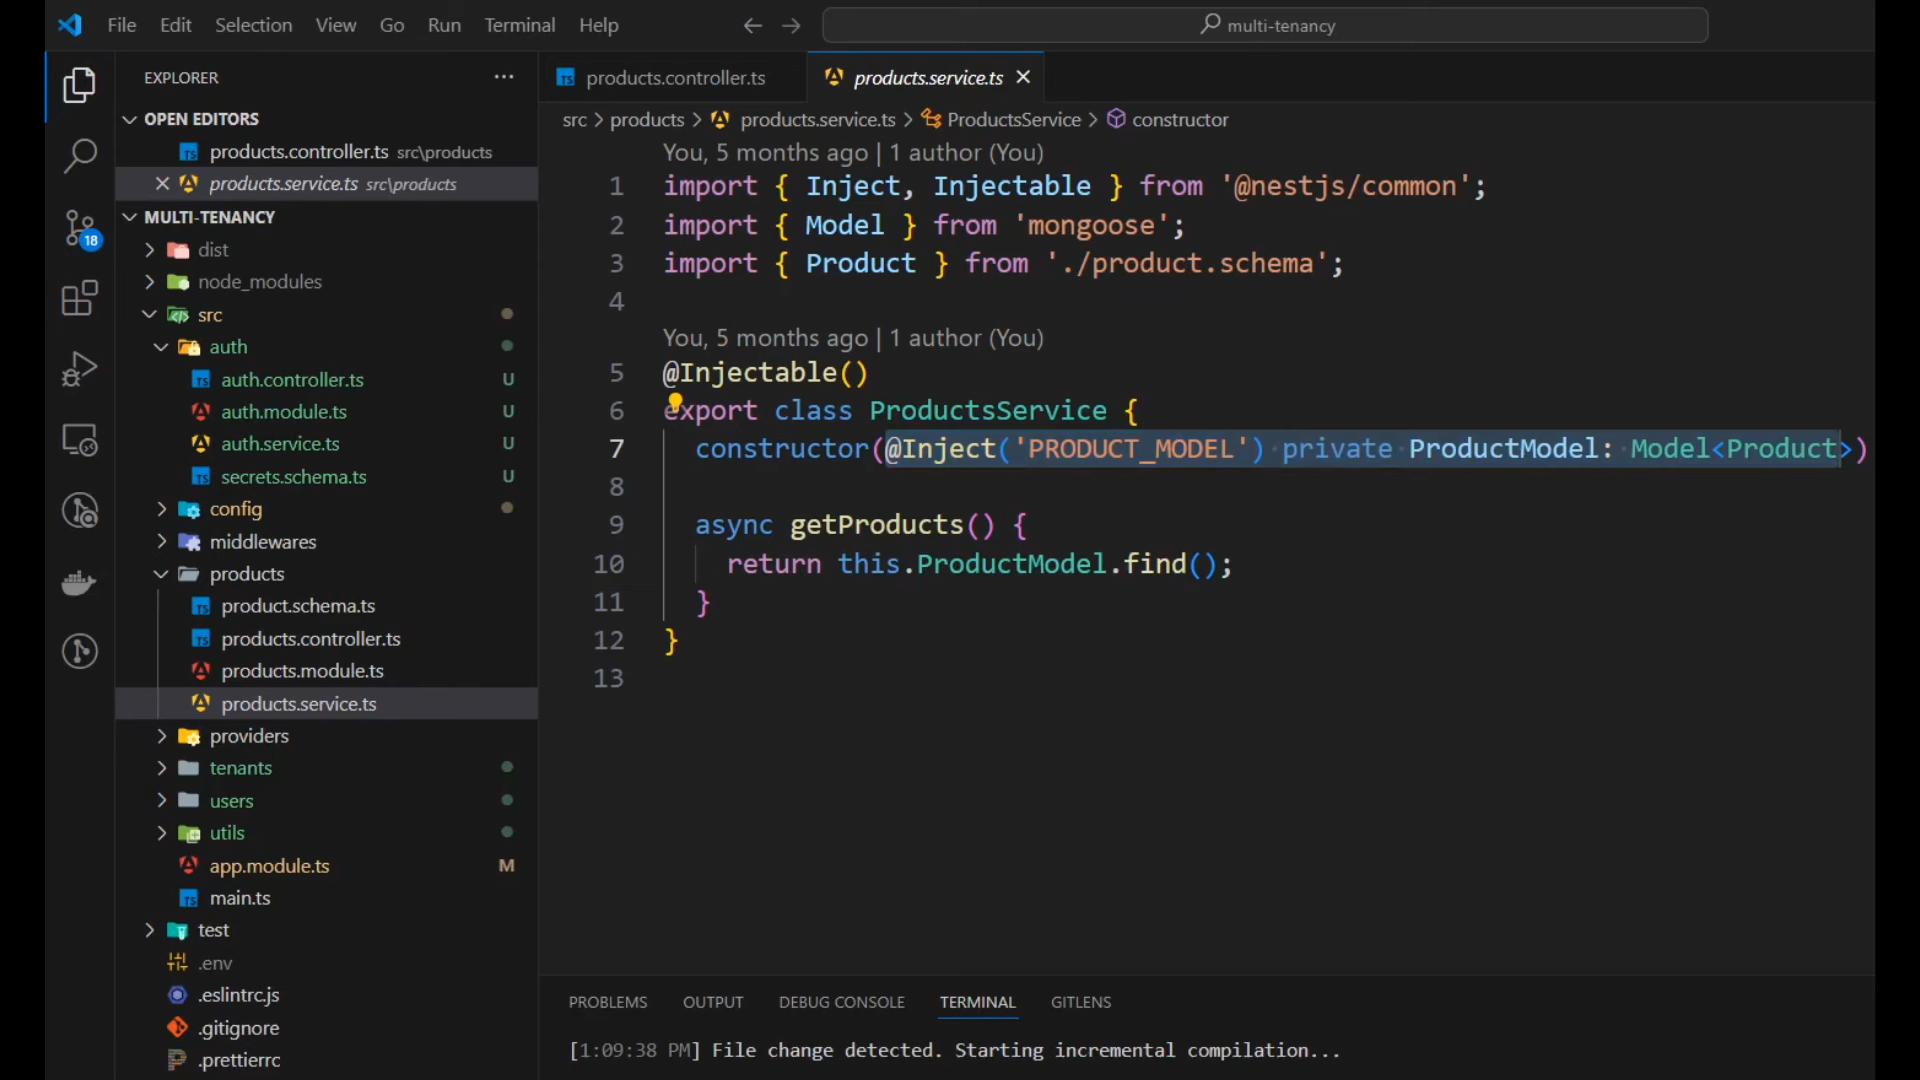 File Edit Selection View Go Run Terminal Help
multi-tenancy
EXPLORER
OPEN EDITORS
products.controller.ts src\products
products.service.ts src\products
MULTI-TENANCY
dist
node_modules
src
auth
auth.controller.ts U
auth.module.ts U
auth.service.ts U
secrets.schema.ts U
config
middlewares
products
product.schema.ts
products.controller.ts
products.module.ts
products.service.ts
providers
tenants
users
utils
app.module.ts M
main.ts
test
.env
.eslintrc.js
.gitignore
.prettierrc
18
products.controller.ts products.service.ts
src > products > products.service.ts > ProductsService > constructor
You, 5 months ago | 1 author (You)
1 import { Inject, Injectable } from '@nestjs/common';
2 import { Model } from 'mongoose';
3 import { Product } from './product.schema';
4
You, 5 months ago | 1 author (You)
5 @Injectable()
6 export class ProductsService {
7 constructor(@Inject('PRODUCT_MODEL') private ProductModel: Model<Product>)
8
9 async getProducts() {
10 return this.ProductModel.find();
11 }
12 }
13
PROBLEMS OUTPUT DEBUG CONSOLE TERMINAL GITLENS
[1:09:38 PM] File change detected. Starting incremental compilation...